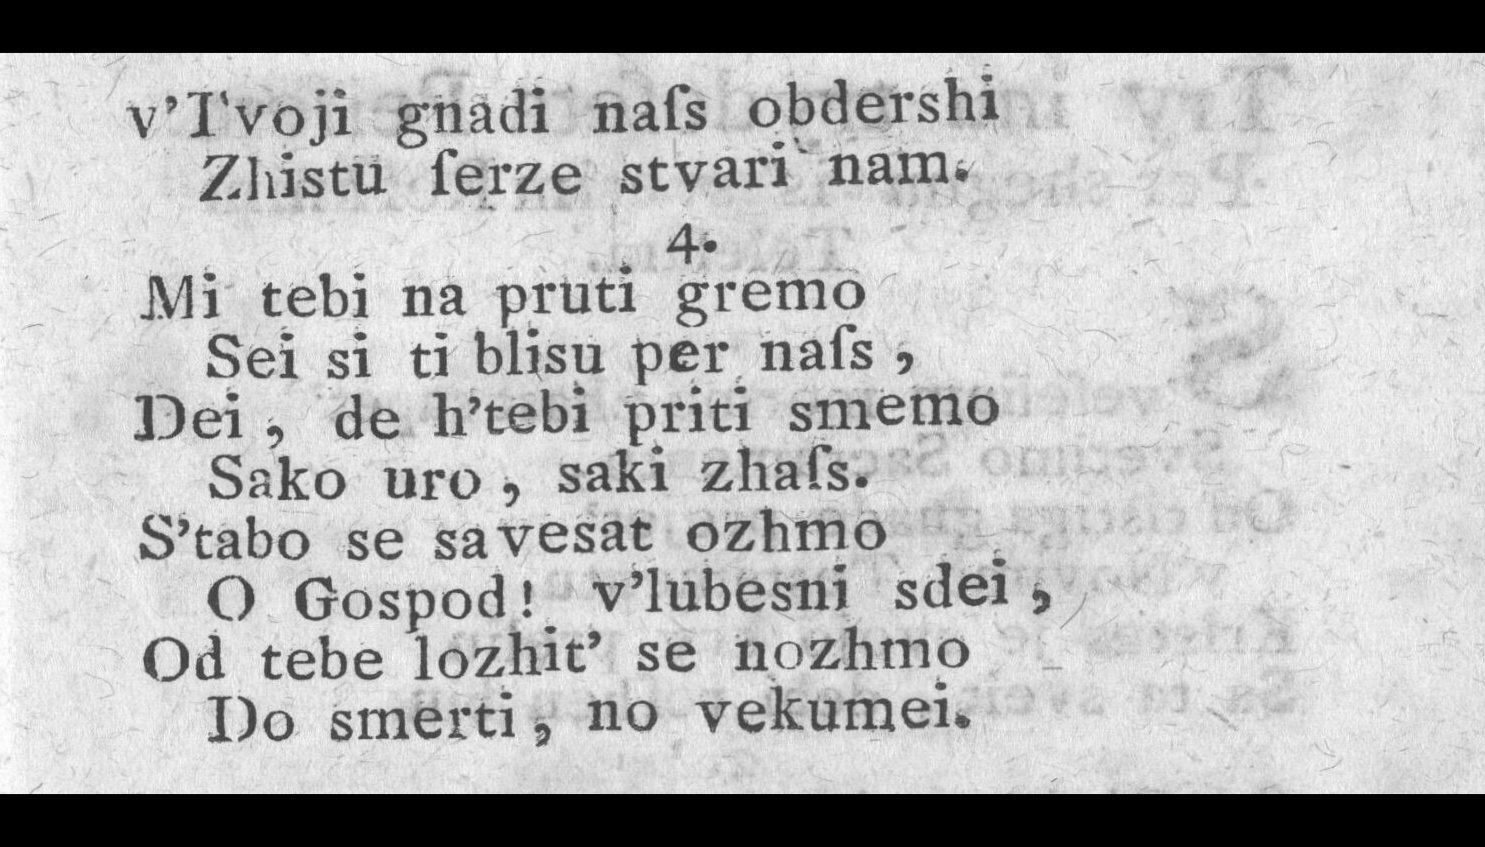 v'Tvoji gnadi naſs obdershi
Zhistu ſerze stvari nam.
4.
Mi tebi na pruti gremo
Sei si ti blisu per naſs,
Dei, de h'tebi priti smemo
Sako uro, saki zhaſs.
S'tabo se savesat ozhmo
O Gospod! v'lubesni sdei,
Od tebe lozhit' se nozhmo
Do smerti, no vekumei.